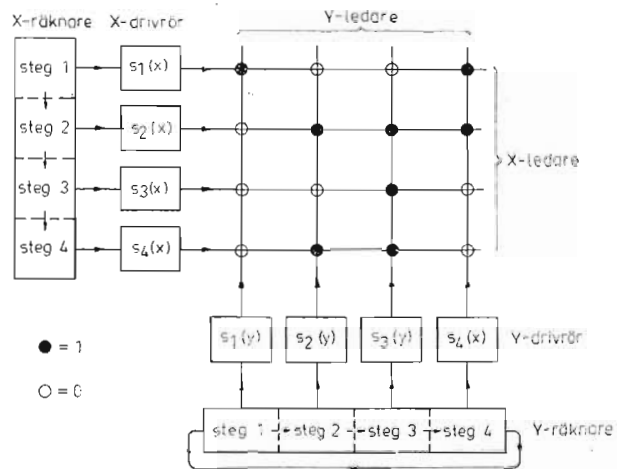 Y-ledare
X-räknare X-drivrör
steg 1 s1(x)
steg 2 s2(x)
X-ledare
steg 3 s3(x)
steg 4 s4(x)
s1(y) s2(y) s3(y) s4(x) Y-drivrör
● = 1
○ = 0
steg 1 steg 2 steg 3 steg 4 Y-räknare